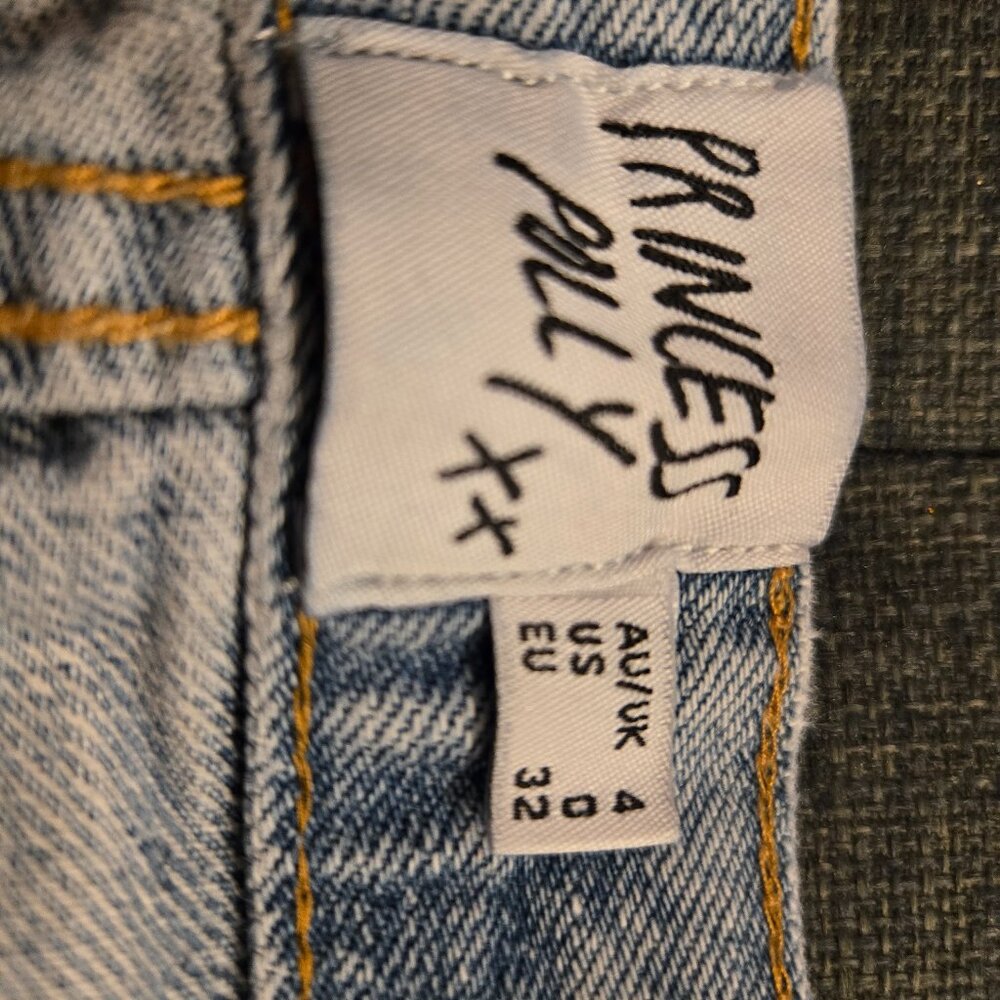 PRINCESS
POLLY
xx
AU/UK 4
US 0
EU 32